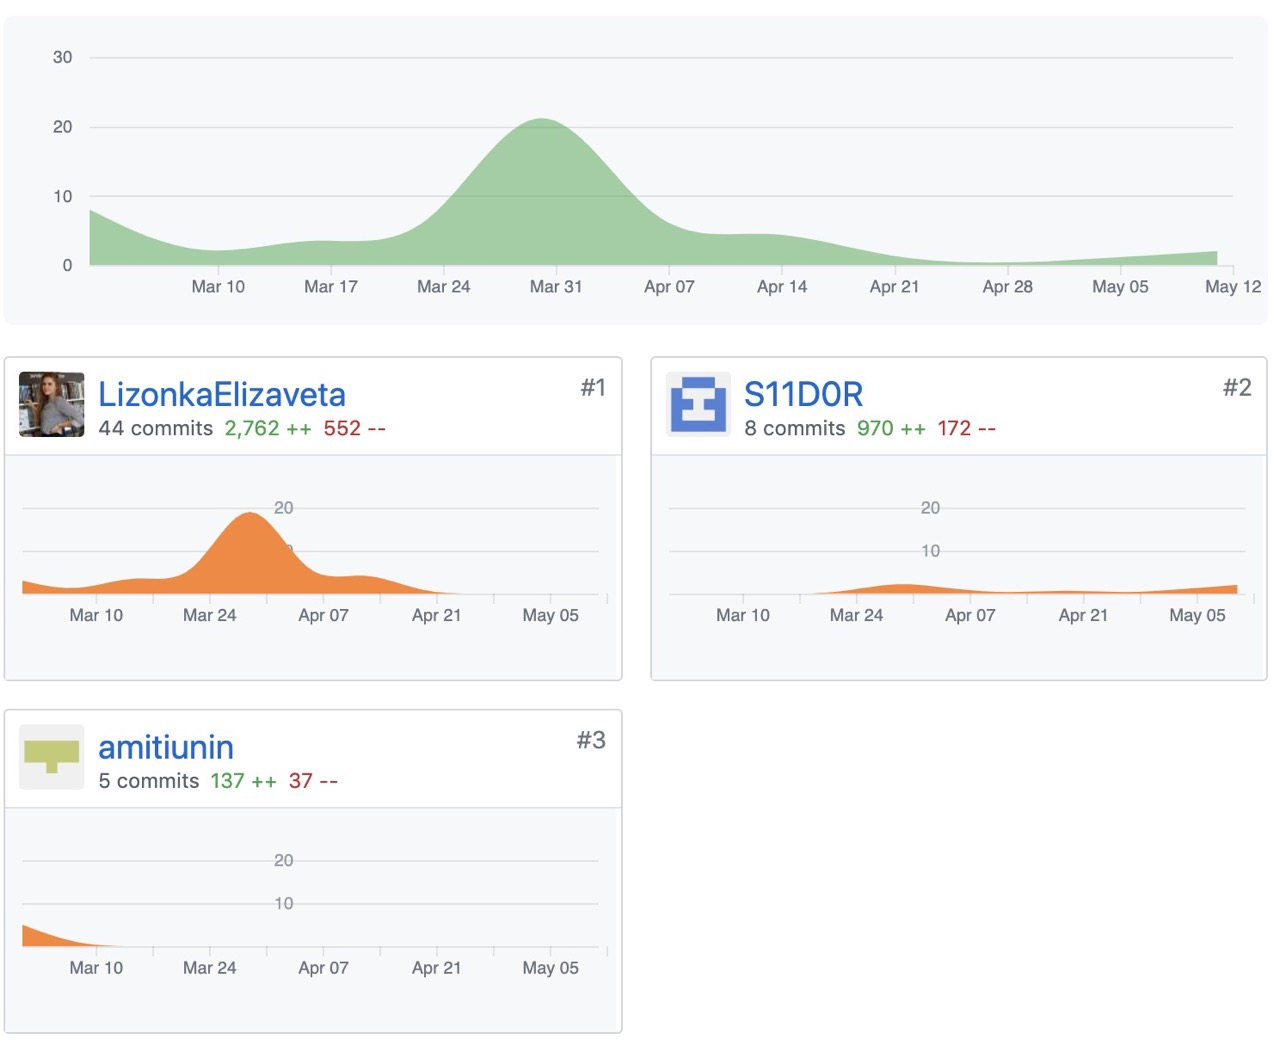 30
20
10
0
Mar 10 Mar 17 Mar 24 Mar 31 Apr 07 Apr 14 Apr 21 Apr 28 May 05 May 12
LizonkaElizaveta #1
44 commits 2,762 ++ 552 --
20
Mar 10 Mar 24 Apr 07 Apr 21 May 05
S11D0R #2
8 commits 970 ++ 172 --
20
10
Mar 10 Mar 24 Apr 07 Apr 21 May 05
amitiunin #3
5 commits 137 ++ 37 --
20
10
Mar 10 Mar 24 Apr 07 Apr 21 May 05